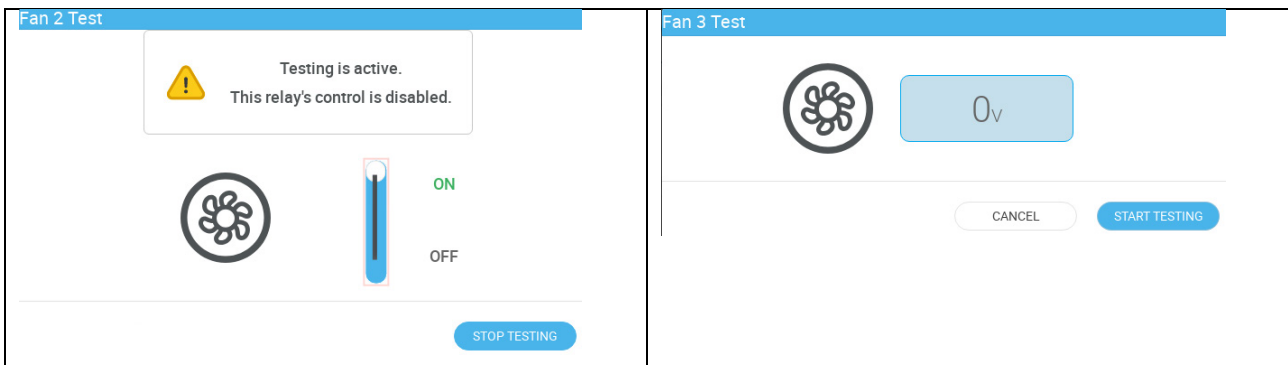 Fan 2 Test
Testing is active.
This relay's control is disabled.
ON
OFF
STOP TESTING
Fan 3 Test
0V
CANCEL
START TESTING